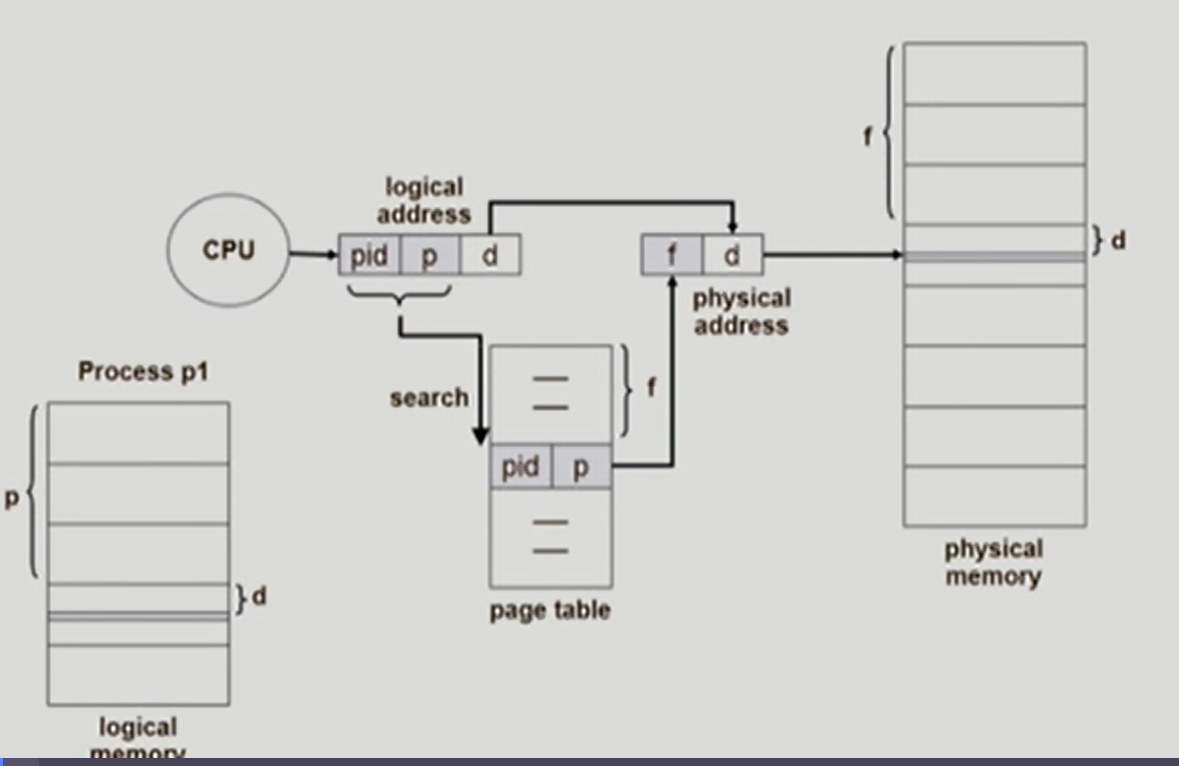 logical
address
CPU
pid p d
f d
physical
address
f
d
Process p1
search
f
pid p
p
d
page table
logical
memory
physical
memory